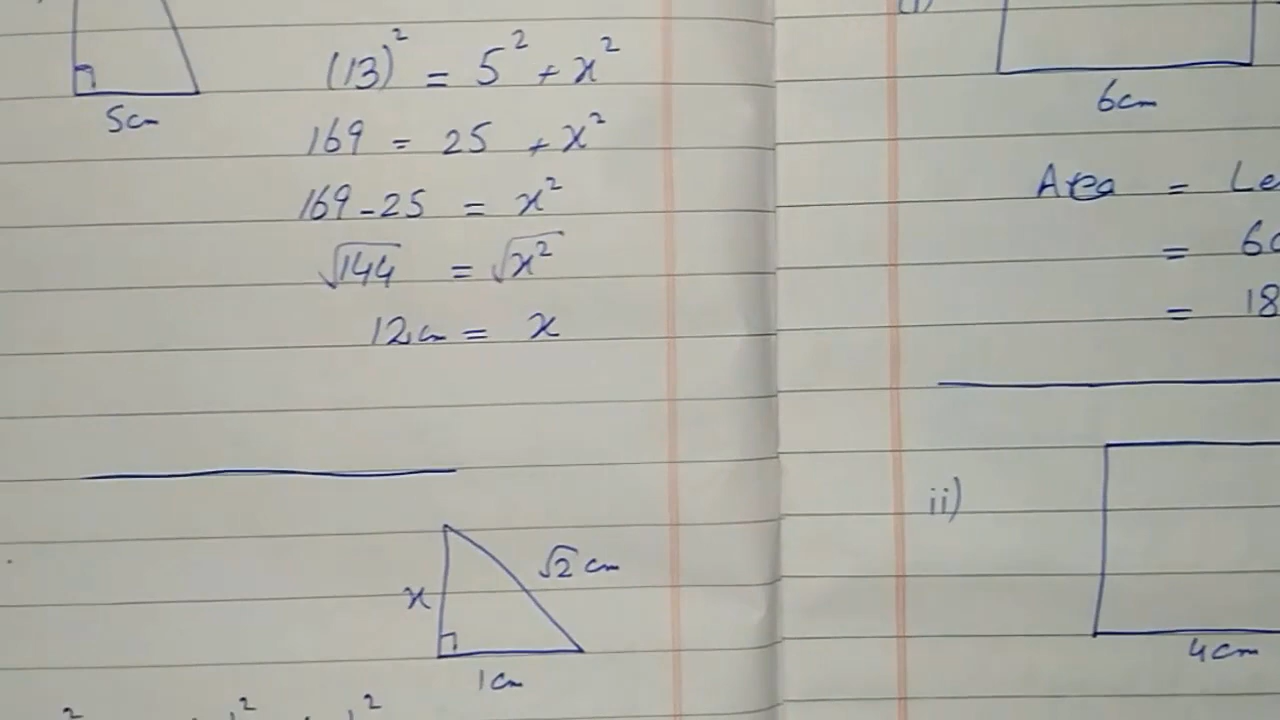 5cm
(13)² = 5² + x²
169 = 25 + x²
169 - 25 = x²
√144 = √x²
12cm = x
x
√2 cm
1cm
6cm
Area = Le
= 6c
= 18
ii)
4cm